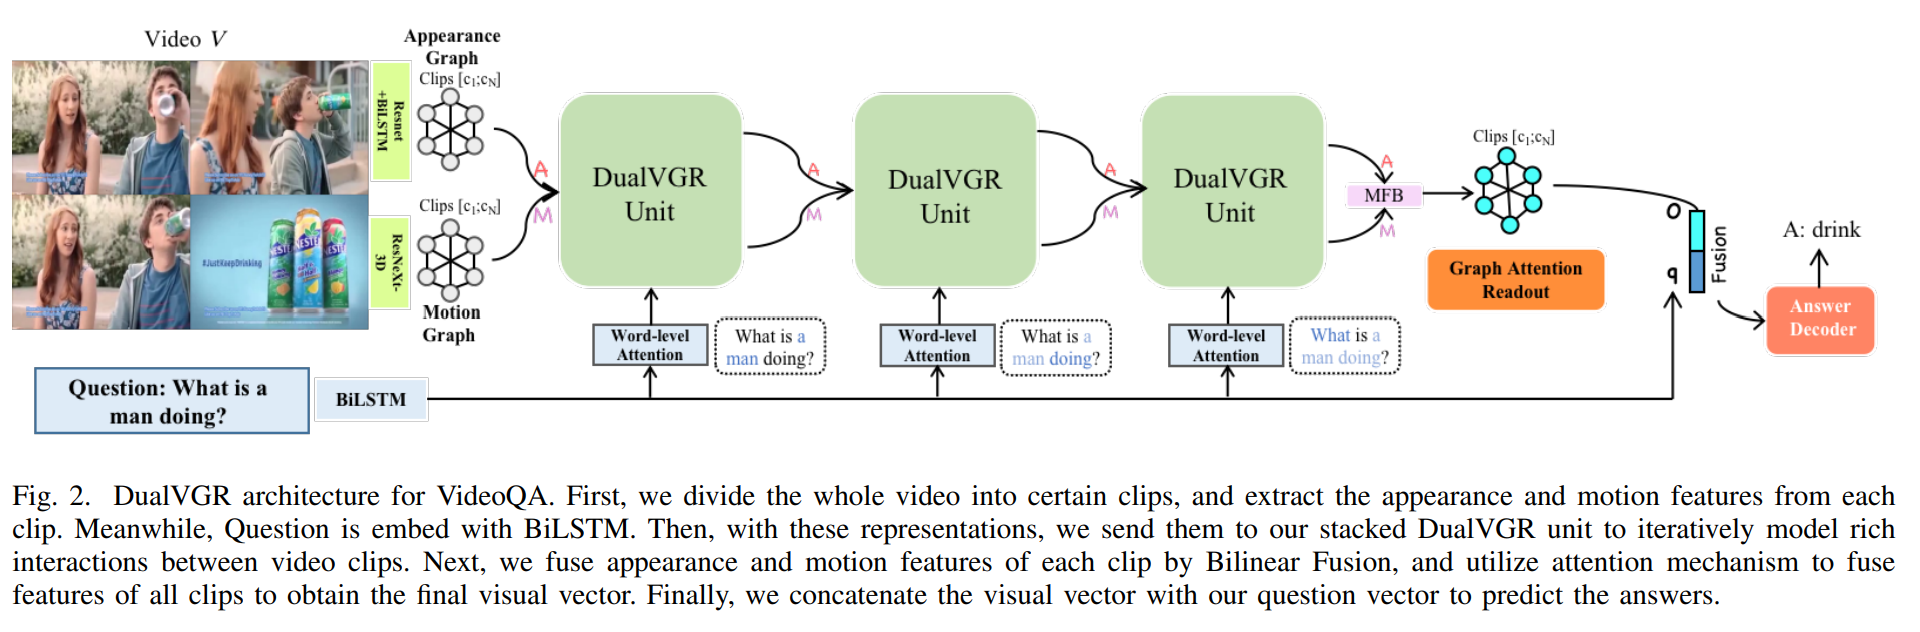 Video V
Appearance
Graph
Clips [c₁;c_N]
Resnet
+BiLSTM
Clips [c₁;c_N]
ResNeXt-
3D
Motion
Graph
#JustKeepDrinking
NESTEA
A
M
DualVGR
Unit
A
M
DualVGR
Unit
A
M
DualVGR
Unit
A
MFB
M
Clips [c₁;c_N]
Graph Attention
Readout
o
q
Fusion
A: drink
Answer
Decoder
Word-level
Attention
What is a
man doing?
Word-level
Attention
What is a
man doing?
Word-level
Attention
What is a
man doing?
Question: What is a
man doing?
BiLSTM
Fig. 2. DualVGR architecture for VideoQA. First, we divide the whole video into certain clips, and extract the appearance and motion features from each
clip. Meanwhile, Question is embed with BiLSTM. Then, with these representations, we send them to our stacked DualVGR unit to iteratively model rich
interactions between video clips. Next, we fuse appearance and motion features of each clip by Bilinear Fusion, and utilize attention mechanism to fuse
features of all clips to obtain the final visual vector. Finally, we concatenate the visual vector with our question vector to predict the answers.